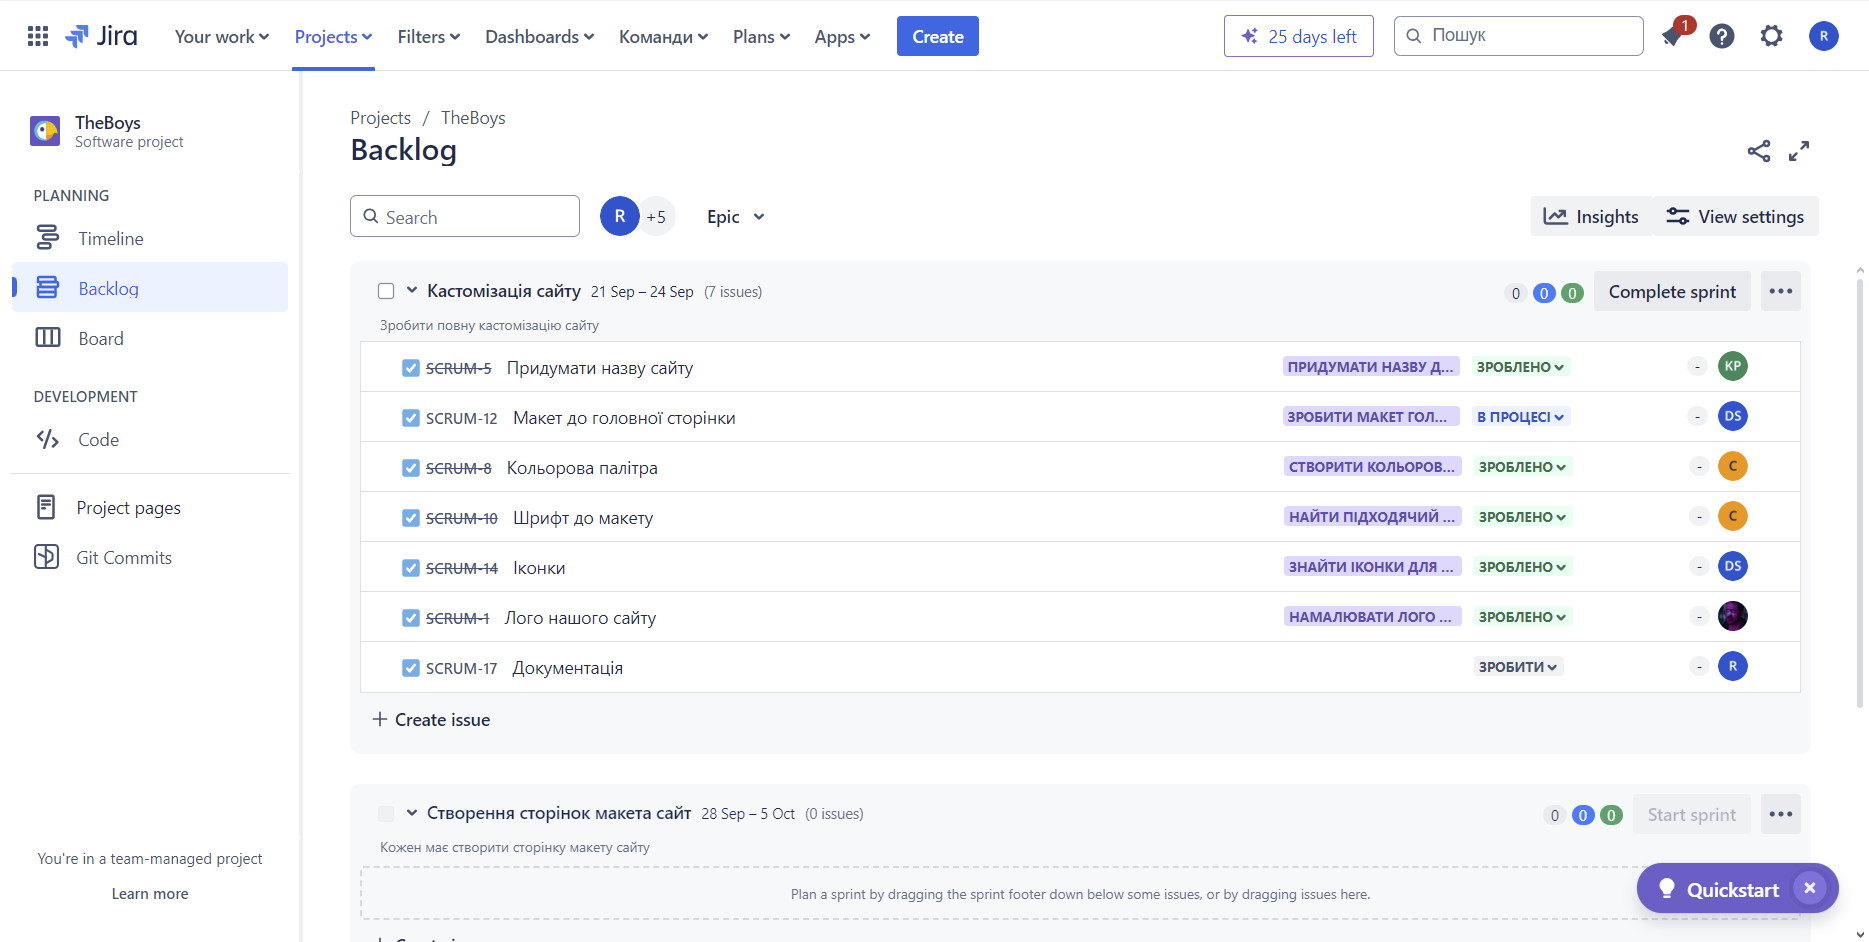 Jira
Your work
Projects
Filters
Dashboards
Команди
Plans
Apps
Create
25 days left
Пошук
1
R
TheBoys
Software project
PLANNING
Timeline
Backlog
Board
DEVELOPMENT
Code
Project pages
Git Commits
You're in a team-managed project
Learn more
Projects / TheBoys
Backlog
Search
R +5
Epic
Insights
View settings
Кастомізація сайту 21 Sep – 24 Sep (7 issues) 0 0 0 Complete sprint
Зробити повну кастомізацію сайту
SCRUM-5 Придумати назву сайту ПРИДУМАТИ НАЗВУ Д... ЗРОБЛЕНО - KP
SCRUM-12 Макет до головної сторінки ЗРОБИТИ МАКЕТ ГОЛ... В ПРОЦЕСІ - DS
SCRUM-8 Кольорова палітра СТВОРИТИ КОЛЬОРОВ... ЗРОБЛЕНО - C
SCRUM-10 Шрифт до макету НАЙТИ ПІДХОДЯЧИЙ ... ЗРОБЛЕНО - C
SCRUM-14 Іконки ЗНАЙТИ ІКОНКИ ДЛЯ ... ЗРОБЛЕНО - DS
SCRUM-1 Лого нашого сайту НАМАЛЮВАТИ ЛОГО ... ЗРОБЛЕНО -
SCRUM-17 Документація ЗРОБИТИ - R
Create issue
Створення сторінок макета сайт 28 Sep – 5 Oct (0 issues) 0 0 0 Start sprint
Кожен має створити сторінку макету сайту
Plan a sprint by dragging the sprint footer down below some issues, or by dragging issues here.
Quickstart